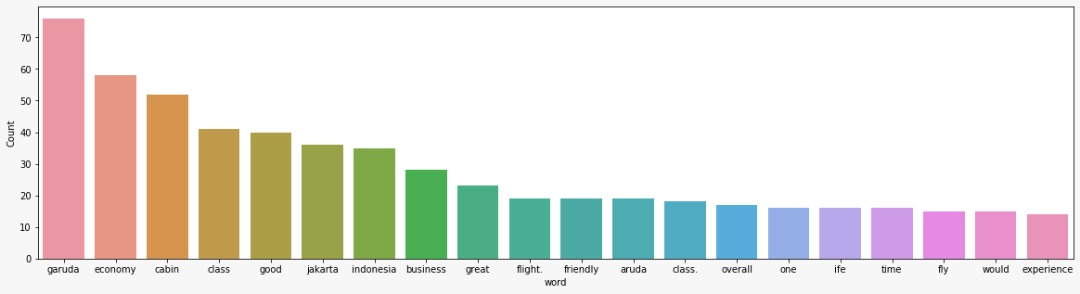 Count
70
60
50
40
30
20
10
0
garuda economy cabin class good jakarta indonesia business great flight. friendly aruda class. overall one ife time fly would experience
word